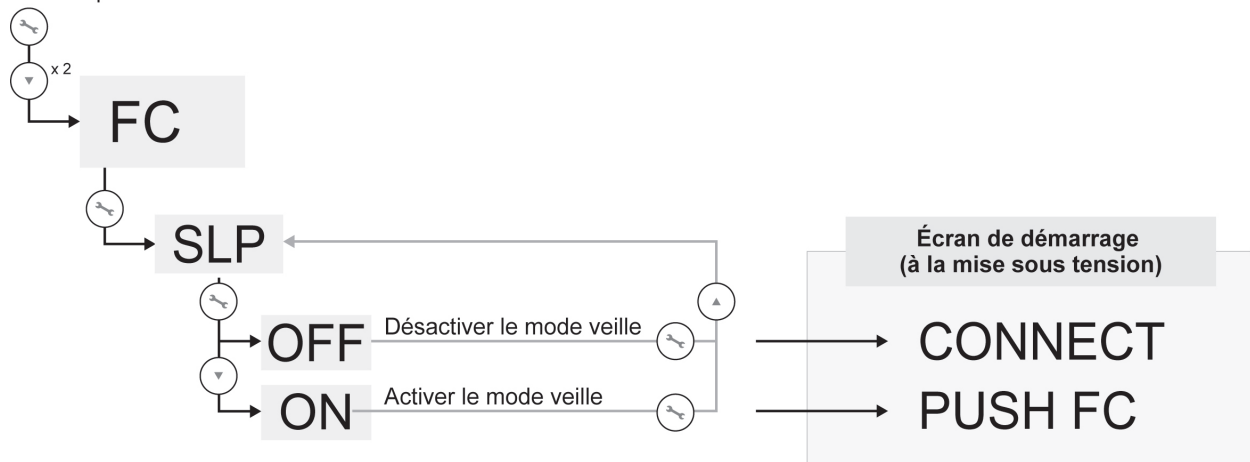 x 2
FC
SLP
OFF
Désactiver le mode veille
ON
Activer le mode veille
Écran de démarrage
(à la mise sous tension)
CONNECT
PUSH FC